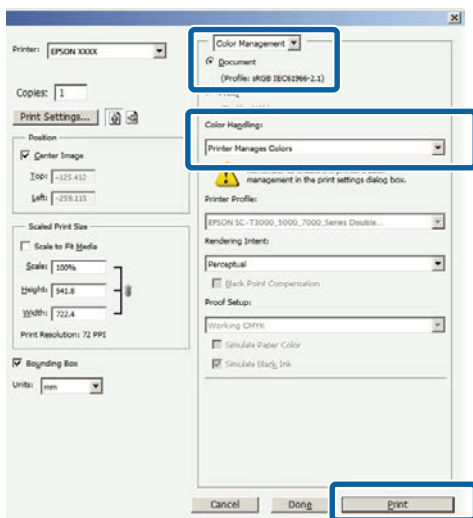 Printer: EPSON XXXX
Copies: 1
Print Settings...
Position
Center Image
Top: -125.412
Left: -259.115
Scaled Print Size
Scale to Fit Media
Scale: 100%
Height: 541.8
Width: 722.4
Print Resolution: 72 PPI
Bounding Box
Units: mm
Color Management
Document
(Profile: sRGB IEC61966-2.1)
Color Handling:
Printer Manages Colors
management in the print settings dialog box.
Printer Profile:
EPSON SC-T3000_5000_7000_Series Double...
Rendering Intent:
Perceptual
Black Point Compensation
Proof Setup:
Working CMYK
Simulate Paper Color
Simulate Black Ink
Cancel
Done
Print